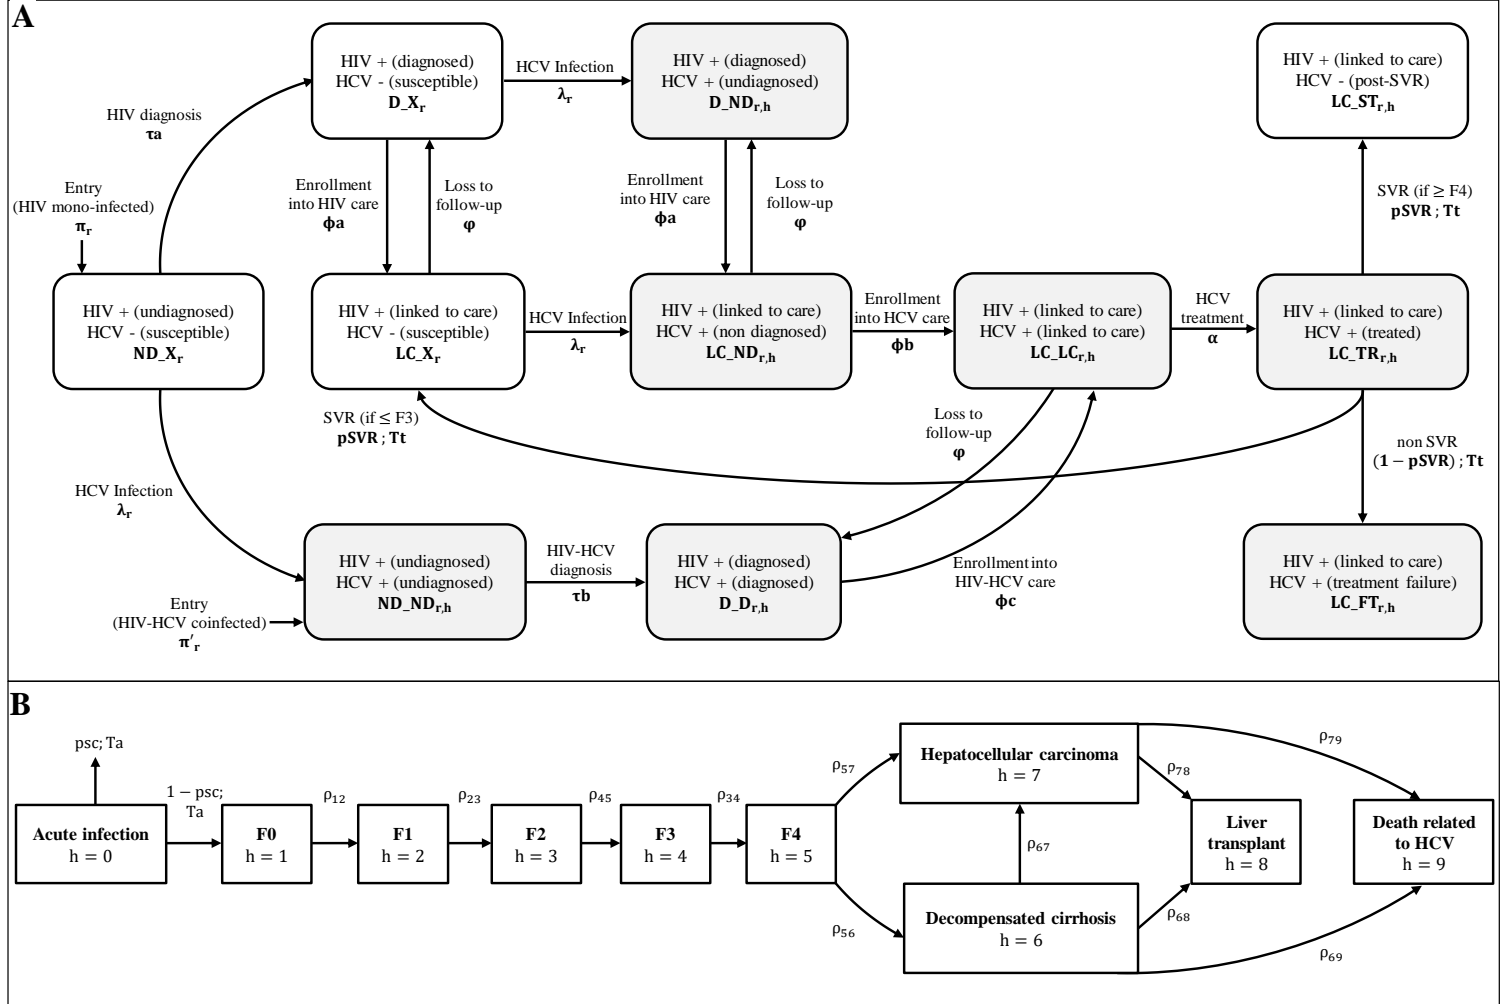 A
HIV + (diagnosed)
HCV - (susceptible)
D_Xr
HCV Infection
λr
HIV + (diagnosed)
HCV + (undiagnosed)
D_NDr,h
HIV + (linked to care)
HCV - (post-SVR)
LC_STr,h
HIV diagnosis
τa
Entry
(HIV mono-infected)
πr
Enrollment
into HIV care
ϕa
Loss to
follow-up
φ
Enrollment
into HIV care
ϕa
Loss to
follow-up
φ
SVR (if ≥ F4)
pSVR ; Tt
HIV + (undiagnosed)
HCV - (susceptible)
ND_Xr
HIV + (linked to care)
HCV - (susceptible)
LC_Xr
HCV Infection
λr
HIV + (linked to care)
HCV + (non diagnosed)
LC_NDr,h
Enrollment
into HCV care
ϕb
HIV + (linked to care)
HCV + (linked to care)
LC_LCr,h
HCV
treatment
α
HIV + (linked to care)
HCV + (treated)
LC_TRr,h
SVR (if ≤ F3)
pSVR ; Tt
Loss to
follow-up
φ
non SVR
(1 − pSVR) ; Tt
HCV Infection
λr
HIV + (undiagnosed)
HCV + (undiagnosed)
ND_NDr,h
HIV-HCV
diagnosis
τb
HIV + (diagnosed)
HCV + (diagnosed)
D_Dr,h
Enrollment into
HIV-HCV care
ϕc
HIV + (linked to care)
HCV + (treatment failure)
LC_FTr,h
Entry
(HIV-HCV coinfected)
π′r
B
psc; Ta
Acute infection
h = 0
1 − psc;
Ta
F0
h = 1
ρ12
F1
h = 2
ρ23
F2
h = 3
ρ45
F3
h = 4
ρ34
F4
h = 5
ρ57
ρ56
Hepatocellular carcinoma
h = 7
ρ67
Decompensated cirrhosis
h = 6
ρ78
ρ68
ρ79
ρ69
Liver
transplant
h = 8
Death related
to HCV
h = 9